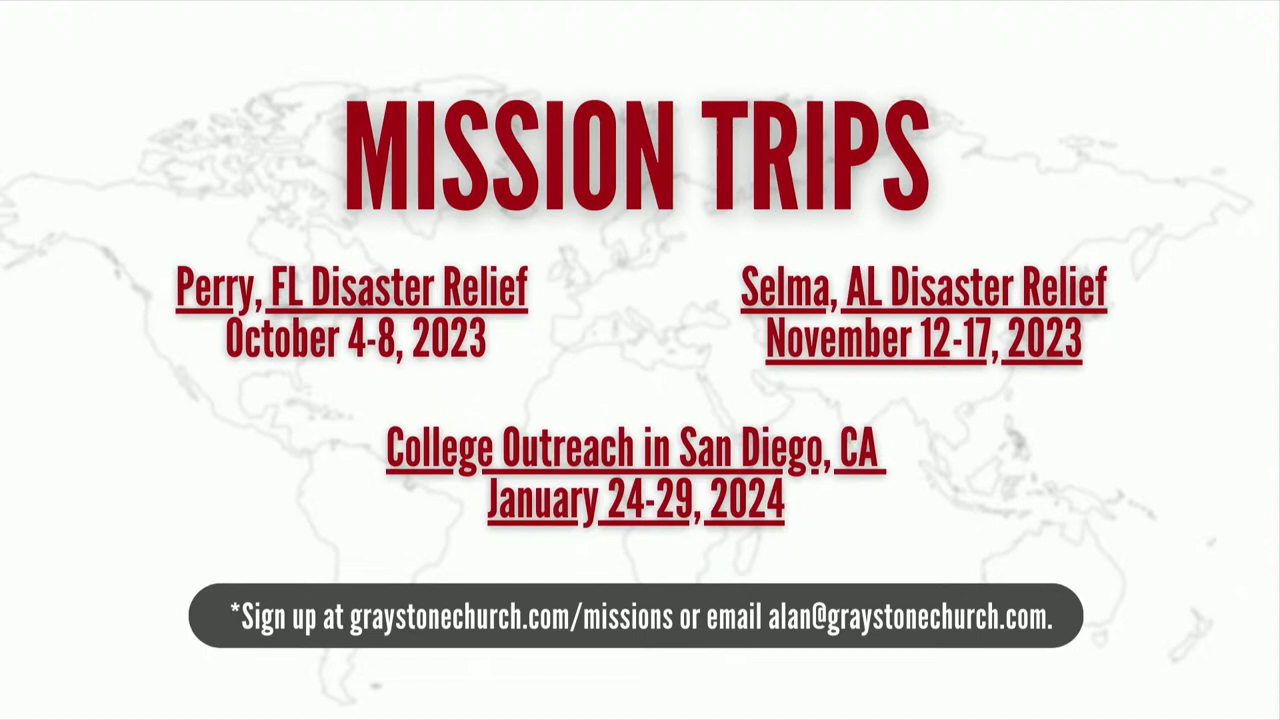 MISSION TRIPS
Perry, FL Disaster Relief
October 4-8, 2023
Selma, AL Disaster Relief
November 12-17, 2023
College Outreach in San Diego, CA
January 24-29, 2024
*Sign up at graystonechurch.com/missions or email alan@graystonechurch.com.